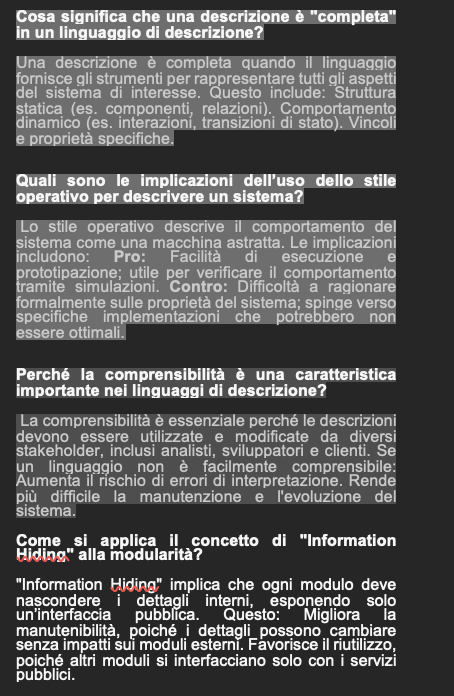 Cosa significa che una descrizione è "completa"
in un linguaggio di descrizione?
Una descrizione è completa quando il linguaggio
fornisce gli strumenti per rappresentare tutti gli aspetti
del sistema di interesse. Questo include: Struttura
statica (es. componenti, relazioni). Comportamento
dinamico (es. interazioni, transizioni di stato). Vincoli
e proprietà specifiche.
Quali sono le implicazioni dell'uso dello stile
operativo per descrivere un sistema?
Lo stile operativo descrive il comportamento del
sistema come una macchina astratta. Le implicazioni
includono: Pro: Facilità di esecuzione e
prototipazione; utile per verificare il comportamento
tramite simulazioni. Contro: Difficoltà a ragionare
formalmente sulle proprietà del sistema; spinge verso
specifiche implementazioni che potrebbero non
essere ottimali.
Perché la comprensibilità è una caratteristica
importante nei linguaggi di descrizione?
La comprensibilità è essenziale perché le descrizioni
devono essere utilizzate e modificate da diversi
stakeholder, inclusi analisti, sviluppatori e clienti. Se
un linguaggio non è facilmente comprensibile:
Aumenta il rischio di errori di interpretazione. Rende
più difficile la manutenzione e l'evoluzione del
sistema.
Come si applica il concetto di "Information
Hiding" alla modularità?
"Information Hiding" implica che ogni modulo deve
nascondere i dettagli interni, esponendo solo
un'interfaccia pubblica. Questo: Migliora la
manutenibilità, poiché i dettagli possono cambiare
senza impatti sui moduli esterni. Favorisce il riutilizzo,
poiché altri moduli si interfacciano solo con i servizi
pubblici.